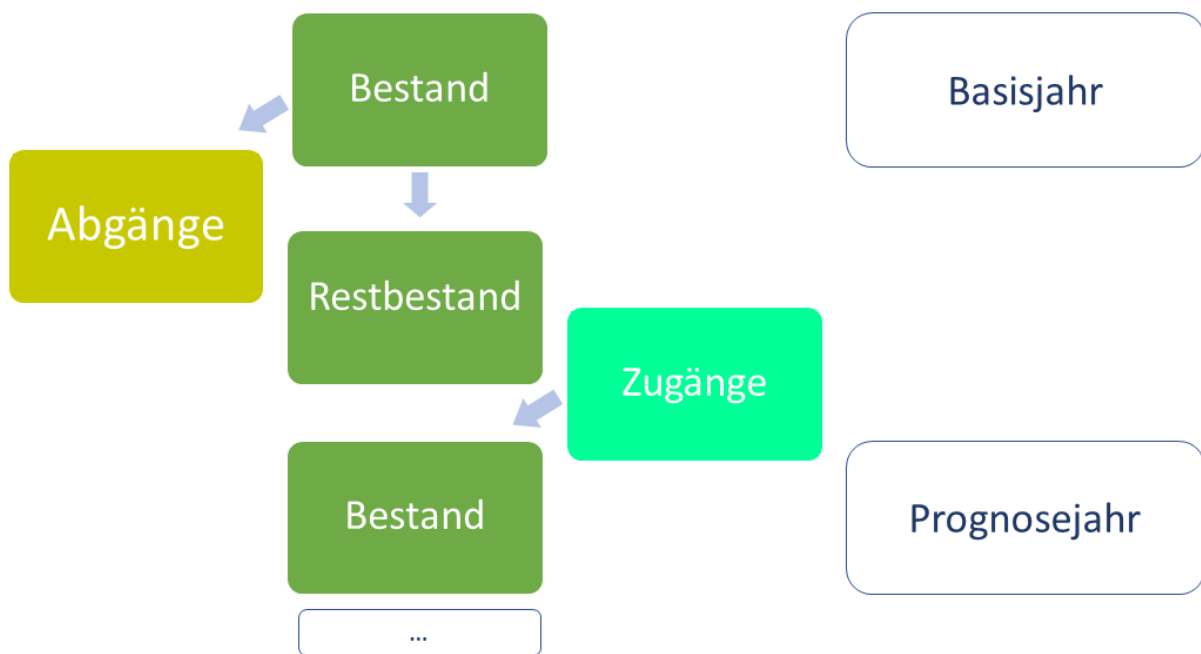 Bestand
Basisjahr
Abgänge
Restbestand
Zugänge
Bestand
Prognosejahr
...